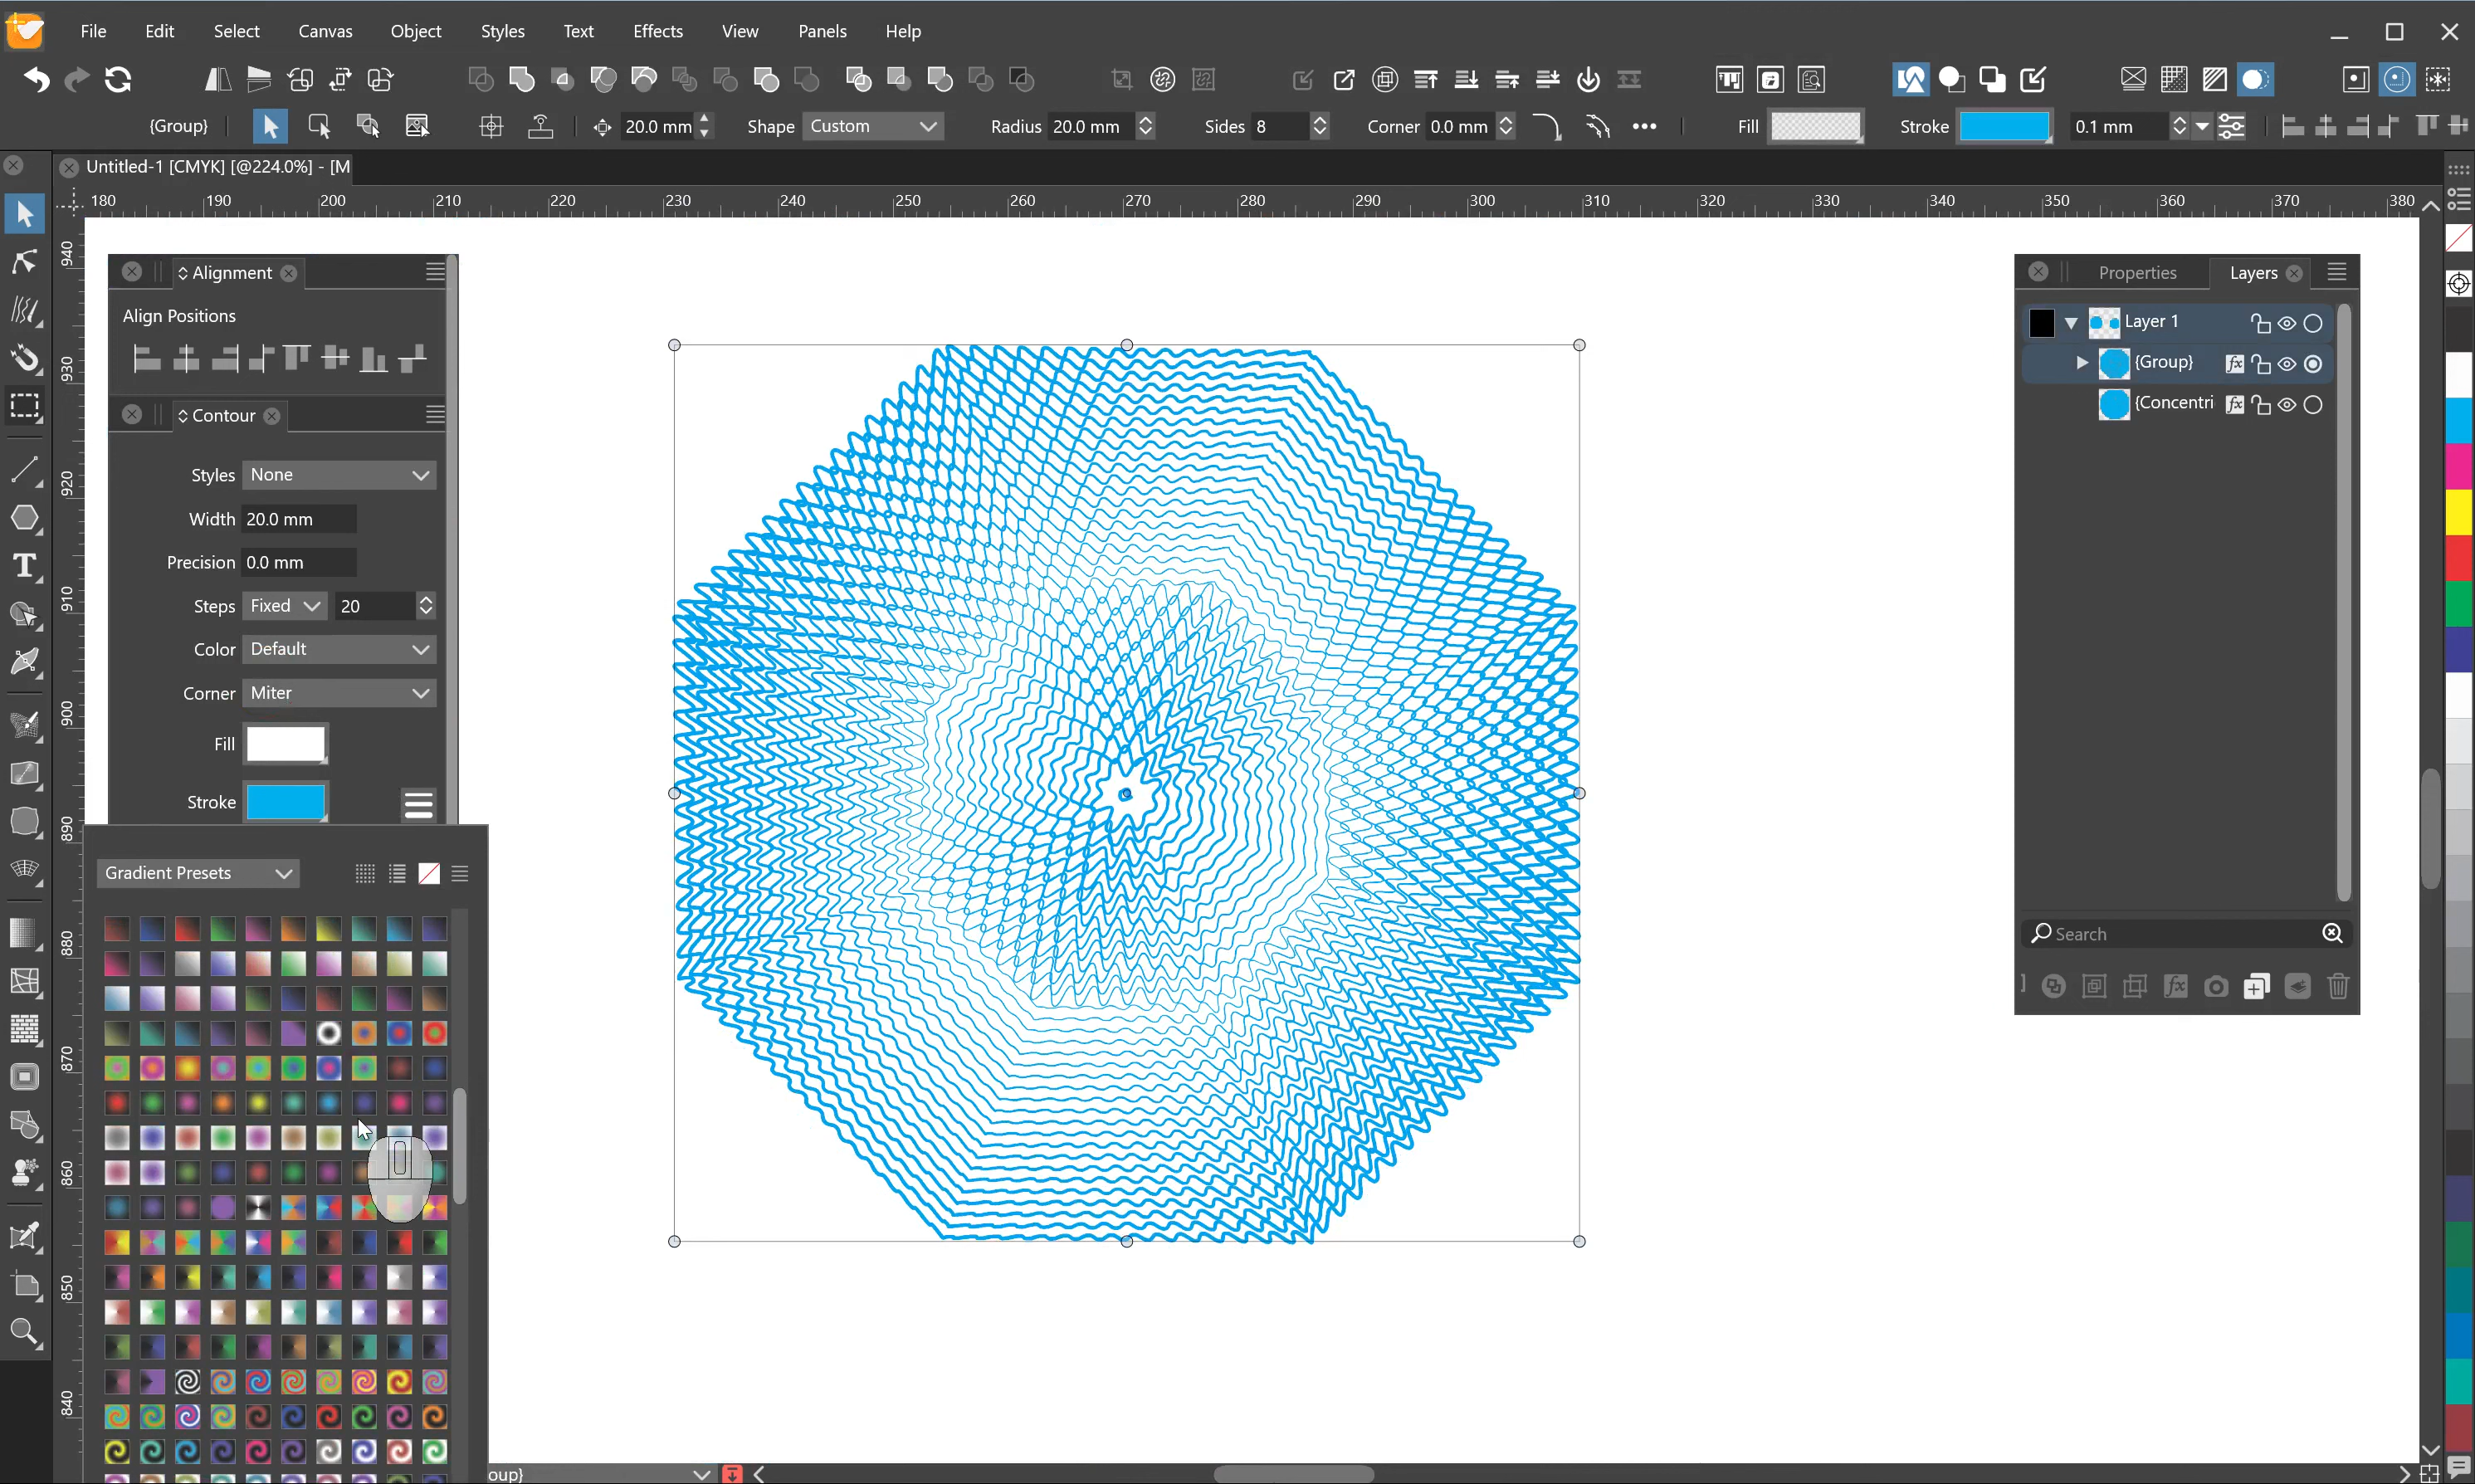 File Edit Select Canvas Object Styles Text Effects View Panels Help
{Group} 20.0 mm Shape Custom Radius 20.0 mm Sides 8 Corner 0.0 mm Fill Stroke 0.1 mm
Untitled-1 [CMYK] [@224.0%] - [M
180 190 200 210 220 230 240 250 260 270 280 290 300 310 320 330 340 350 360 370 380
940
930
920
910
900
890
880
870
860
850
840
Alignment
Align Positions
Contour
Styles None
Width 20.0 mm
Precision 0.0 mm
Steps Fixed 20
Color Default
Corner Miter
Fill
Stroke
Gradient Presets
Properties Layers
Layer 1
{Group}
{Concentri
Search
oup}